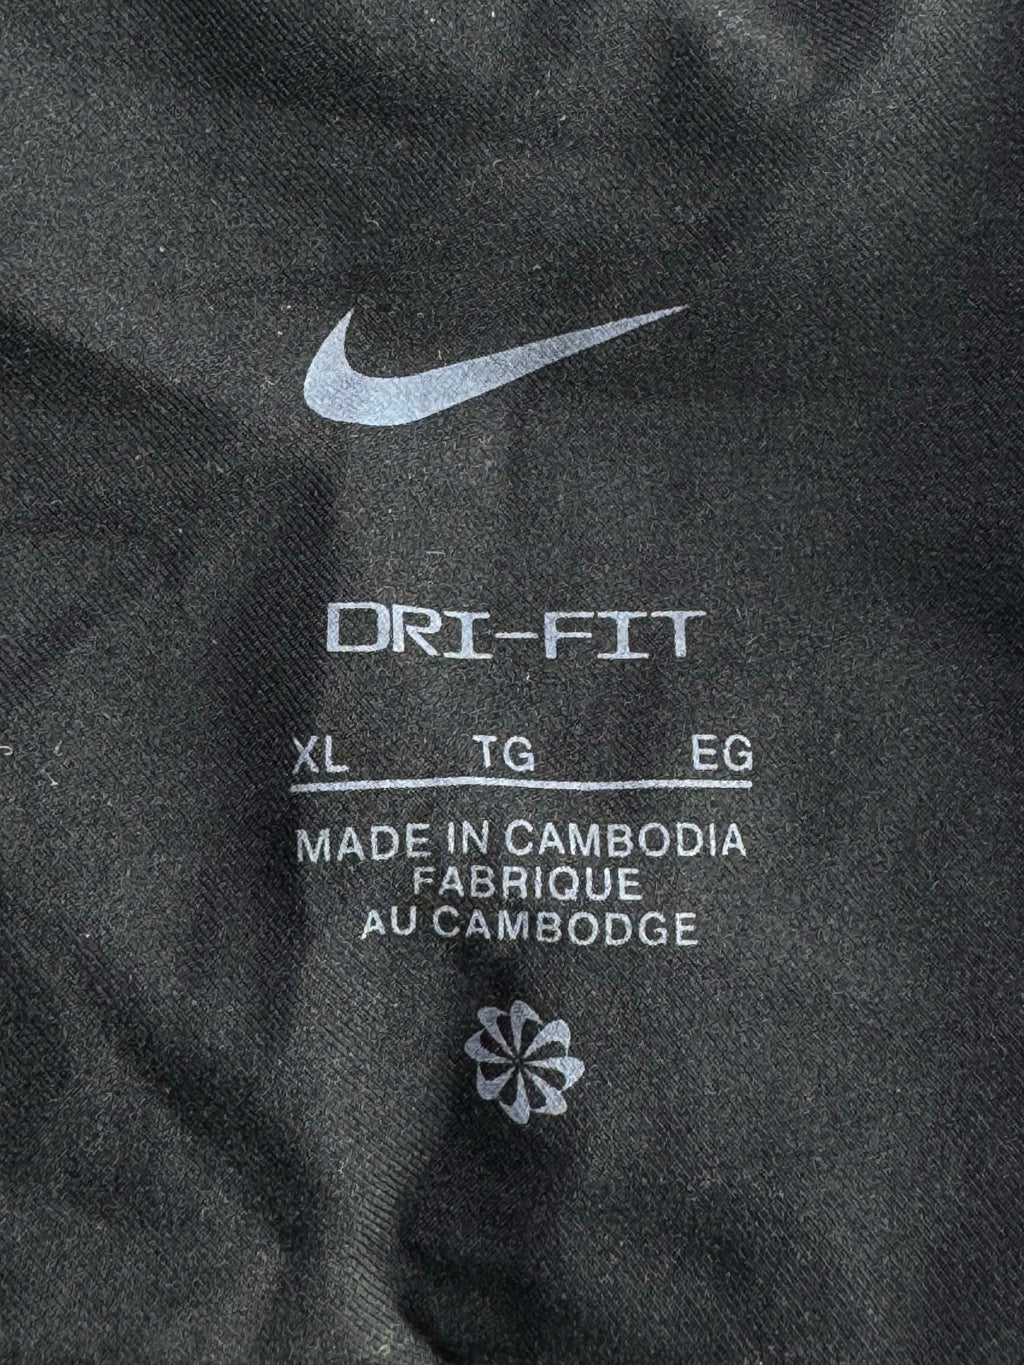 DRI-FIT
XL TG EG
MADE IN CAMBODIA
FABRIQUE
AU CAMBODGE